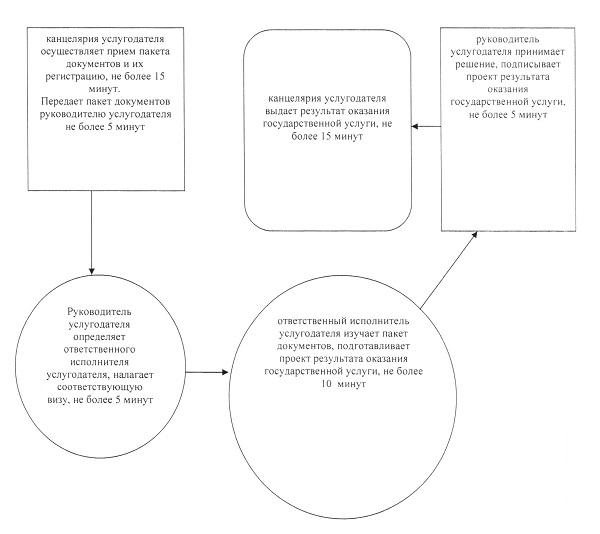 канцелярия услугодателя
осуществляет прием пакета
документов и их
регистрацию, не более 15
минут.
Передает пакет документов
руководителю услугодателя
не более 5 минут
Руководитель
услугодателя
определяет
ответственного
исполнителя
услугодателя, налагает
соответствующую
визу, не более 5 минут
ответственный исполнитель
услугодателя изучает пакет
документов, подготавливает
проект результата оказания
государственной услуги, не более
10 минут
руководитель
услугодателя принимает
решение, подписывает
проект результата
оказания
государственной услуги,
не более 5 минут
канцелярия услугодателя
выдает результат оказания
государственной услуги, не
более 15 минут